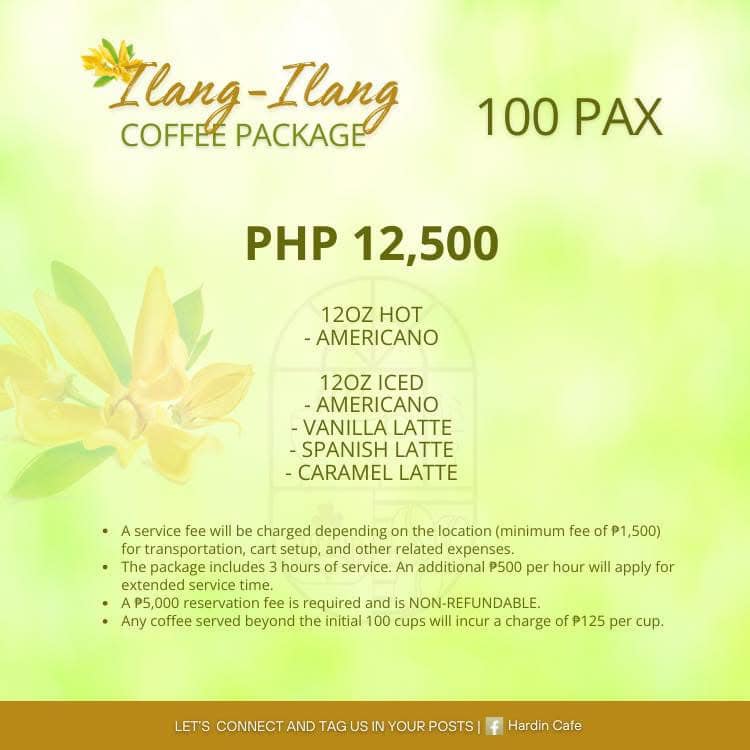 Ilang-Ilang
COFFEE PACKAGE
100 PAX
PHP 12,500
12OZ HOT
- AMERICANO
12OZ ICED
- AMERICANO
- VANILLA LATTE
- SPANISH LATTE
- CARAMEL LATTE
• A service fee will be charged depending on the location (minimum fee of ₱1,500)
for transportation, cart setup, and other related expenses.
• The package includes 3 hours of service. An additional ₱500 per hour will apply for
extended service time.
• A ₱5,000 reservation fee is required and is NON-REFUNDABLE.
• Any coffee served beyond the initial 100 cups will incur a charge of ₱125 per cup.
LET'S CONNECT AND TAG US IN YOUR POSTS | f Hardin Cafe